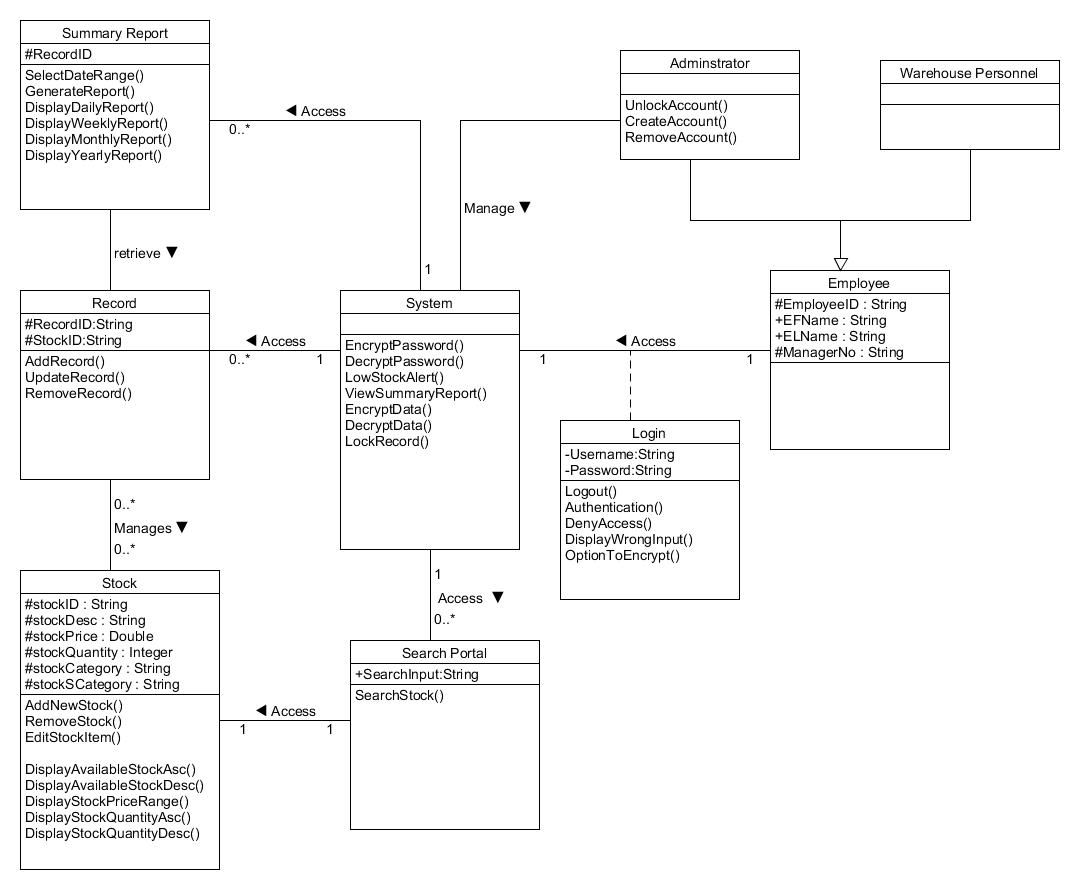 Summary Report
#RecordID
SelectDateRange()
GenerateReport()
DisplayDailyReport()
DisplayWeeklyReport()
DisplayMonthlyReport()
DisplayYearlyReport()
◀ Access
0..*
1
Adminstrator
UnlockAccount()
CreateAccount()
RemoveAccount()
Warehouse Personnel
Manage ▼
retrieve ▼
Record
#RecordID:String
#StockID:String
AddRecord()
UpdateRecord()
RemoveRecord()
◀ Access
0..*
1
System
EncryptPassword()
DecryptPassword()
LowStockAlert()
ViewSummaryReport()
EncryptData()
DecryptData()
LockRecord()
◀ Access
1
1
Employee
#EmployeeID : String
+EFName : String
+ELName : String
#ManagerNo : String
Login
-Username:String
-Password:String
Logout()
Authentication()
DenyAccess()
DisplayWrongInput()
OptionToEncrypt()
0..*
Manages ▼
0..*
1
Access ▼
0..*
Stock
#stockID : String
#stockDesc : String
#stockPrice : Double
#stockQuantity : Integer
#stockCategory : String
#stockSCategory : String
AddNewStock()
RemoveStock()
EditStockItem()
DisplayAvailableStockAsc()
DisplayAvailableStockDesc()
DisplayStockPriceRange()
DisplayStockQuantityAsc()
DisplayStockQuantityDesc()
◀ Access
1
1
Search Portal
+SearchInput:String
SearchStock()